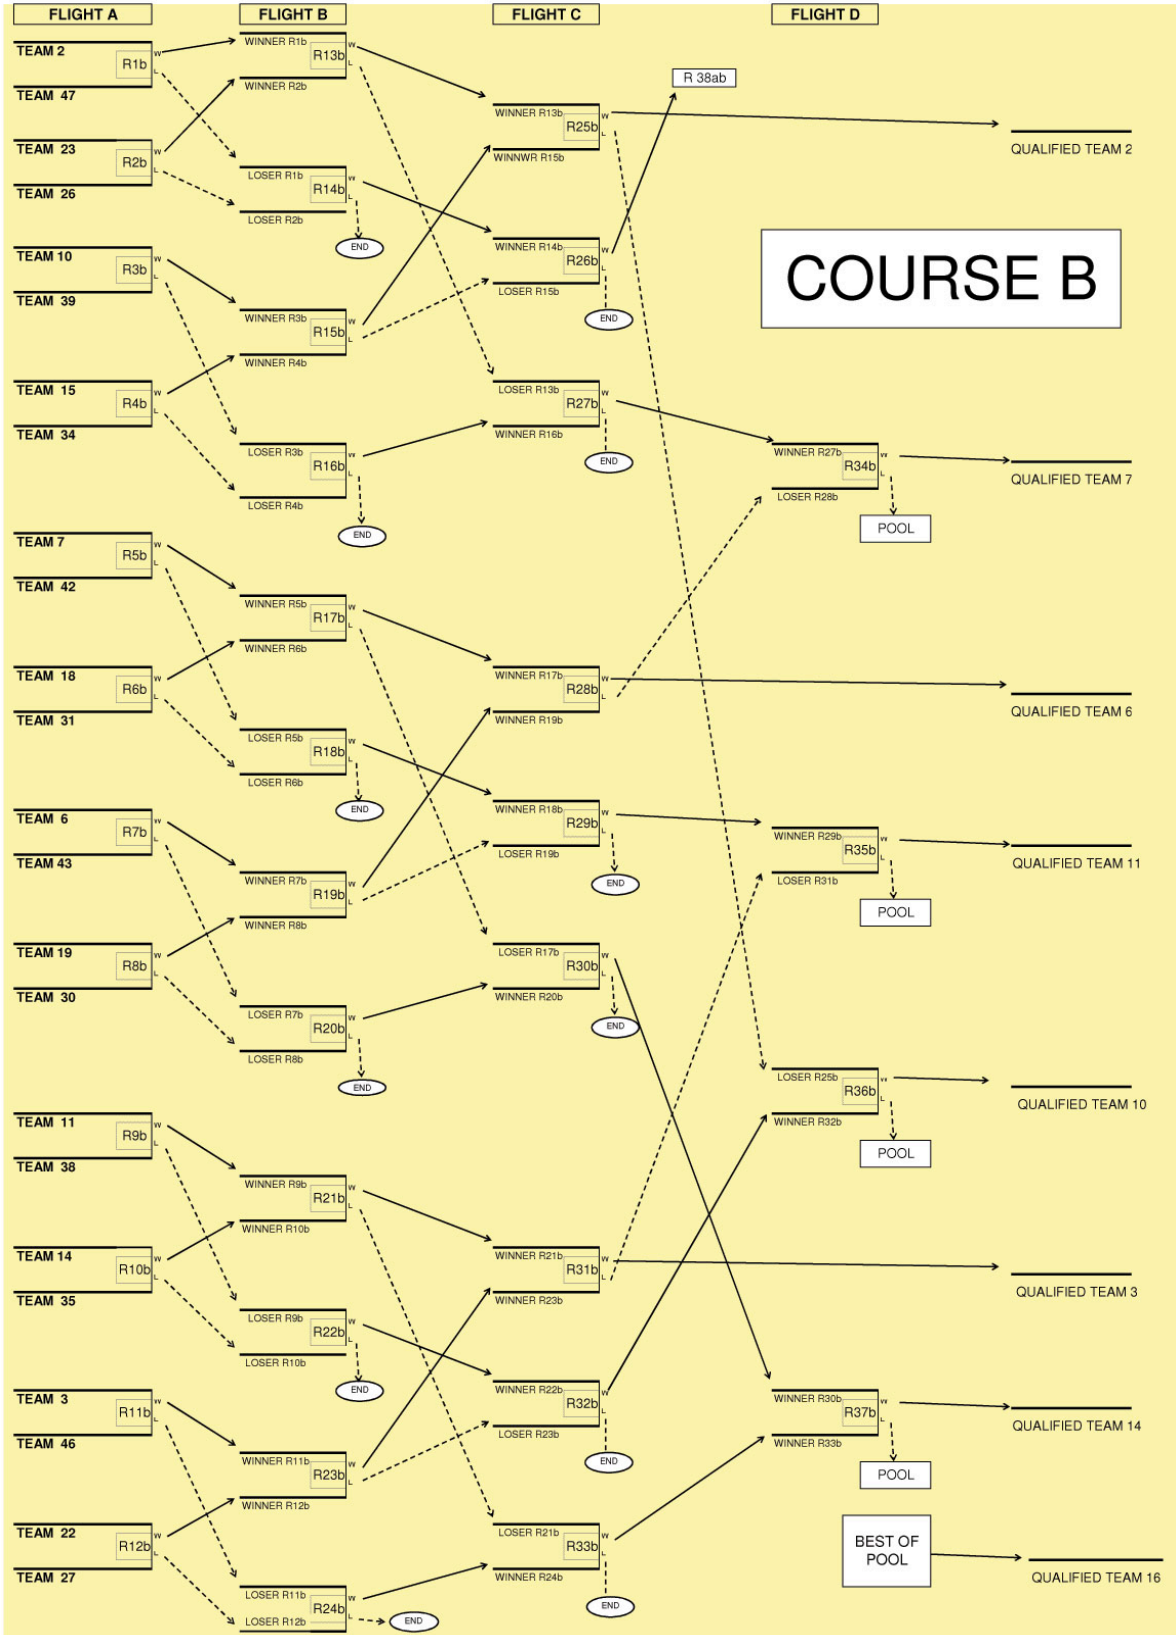 FLIGHT A
FLIGHT B
FLIGHT C
FLIGHT D
TEAM 2
R1b
W
L
TEAM 47
TEAM 23
R2b
W
L
TEAM 26
TEAM 10
R3b
W
L
TEAM 39
TEAM 15
R4b
W
L
TEAM 34
TEAM 7
R5b
W
L
TEAM 42
TEAM 18
R6b
W
L
TEAM 31
TEAM 6
R7b
W
L
TEAM 43
TEAM 19
R8b
W
L
TEAM 30
TEAM 11
R9b
W
L
TEAM 38
TEAM 14
R10b
W
L
TEAM 35
TEAM 3
R11b
W
L
TEAM 46
TEAM 22
R12b
W
L
TEAM 27
WINNER R1b
R13b
W
L
WINNER R2b
LOSER R1b
R14b
W
L
LOSER R2b
END
WINNER R3b
R15b
W
L
WINNER R4b
LOSER R3b
R16b
W
L
LOSER R4b
END
WINNER R5b
R17b
W
L
WINNER R6b
LOSER R5b
R18b
W
L
LOSER R6b
END
WINNER R7b
R19b
W
L
WINNER R8b
LOSER R7b
R20b
W
L
LOSER R8b
END
WINNER R9b
R21b
W
L
WINNER R10b
LOSER R9b
R22b
W
L
LOSER R10b
END
WINNER R11b
R23b
W
L
WINNER R12b
LOSER R11b
R24b
W
L
LOSER R12b
END
R 38ab
WINNER R13b
R25b
W
L
WINNWR R15b
WINNER R14b
R26b
W
L
LOSER R15b
END
LOSER R13b
R27b
W
L
WINNER R16b
END
WINNER R17b
R28b
W
L
WINNER R19b
WINNER R18b
R29b
W
L
LOSER R19b
END
LOSER R17b
R30b
W
L
WINNER R20b
END
WINNER R21b
R31b
W
L
WINNER R23b
WINNER R22b
R32b
W
L
LOSER R23b
END
LOSER R21b
R33b
W
L
WINNER R24b
END
COURSE B
WINNER R27b
R34b
W
L
LOSER R28b
POOL
WINNER R29b
R35b
W
L
LOSER R31b
POOL
LOSER R25b
R36b
W
L
WINNER R32b
POOL
WINNER R30b
R37b
W
L
WINNER R33b
POOL
BEST OF
POOL
QUALIFIED TEAM 2
QUALIFIED TEAM 7
QUALIFIED TEAM 6
QUALIFIED TEAM 11
QUALIFIED TEAM 10
QUALIFIED TEAM 3
QUALIFIED TEAM 14
QUALIFIED TEAM 16